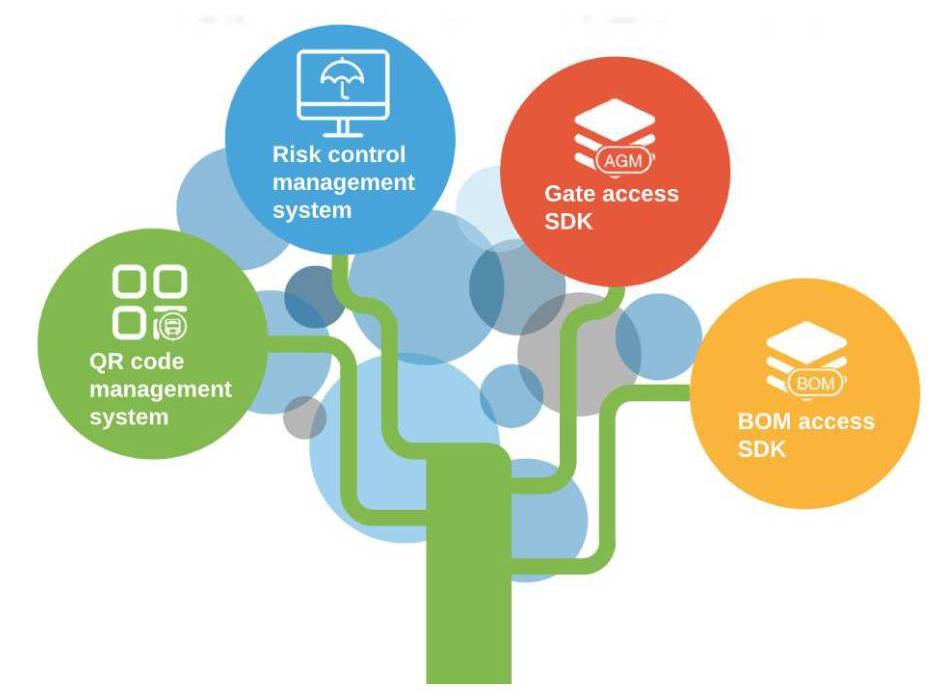 Risk control
management
system
AGM
Gate access
SDK
QR code
management
system
BOM
BOM access
SDK